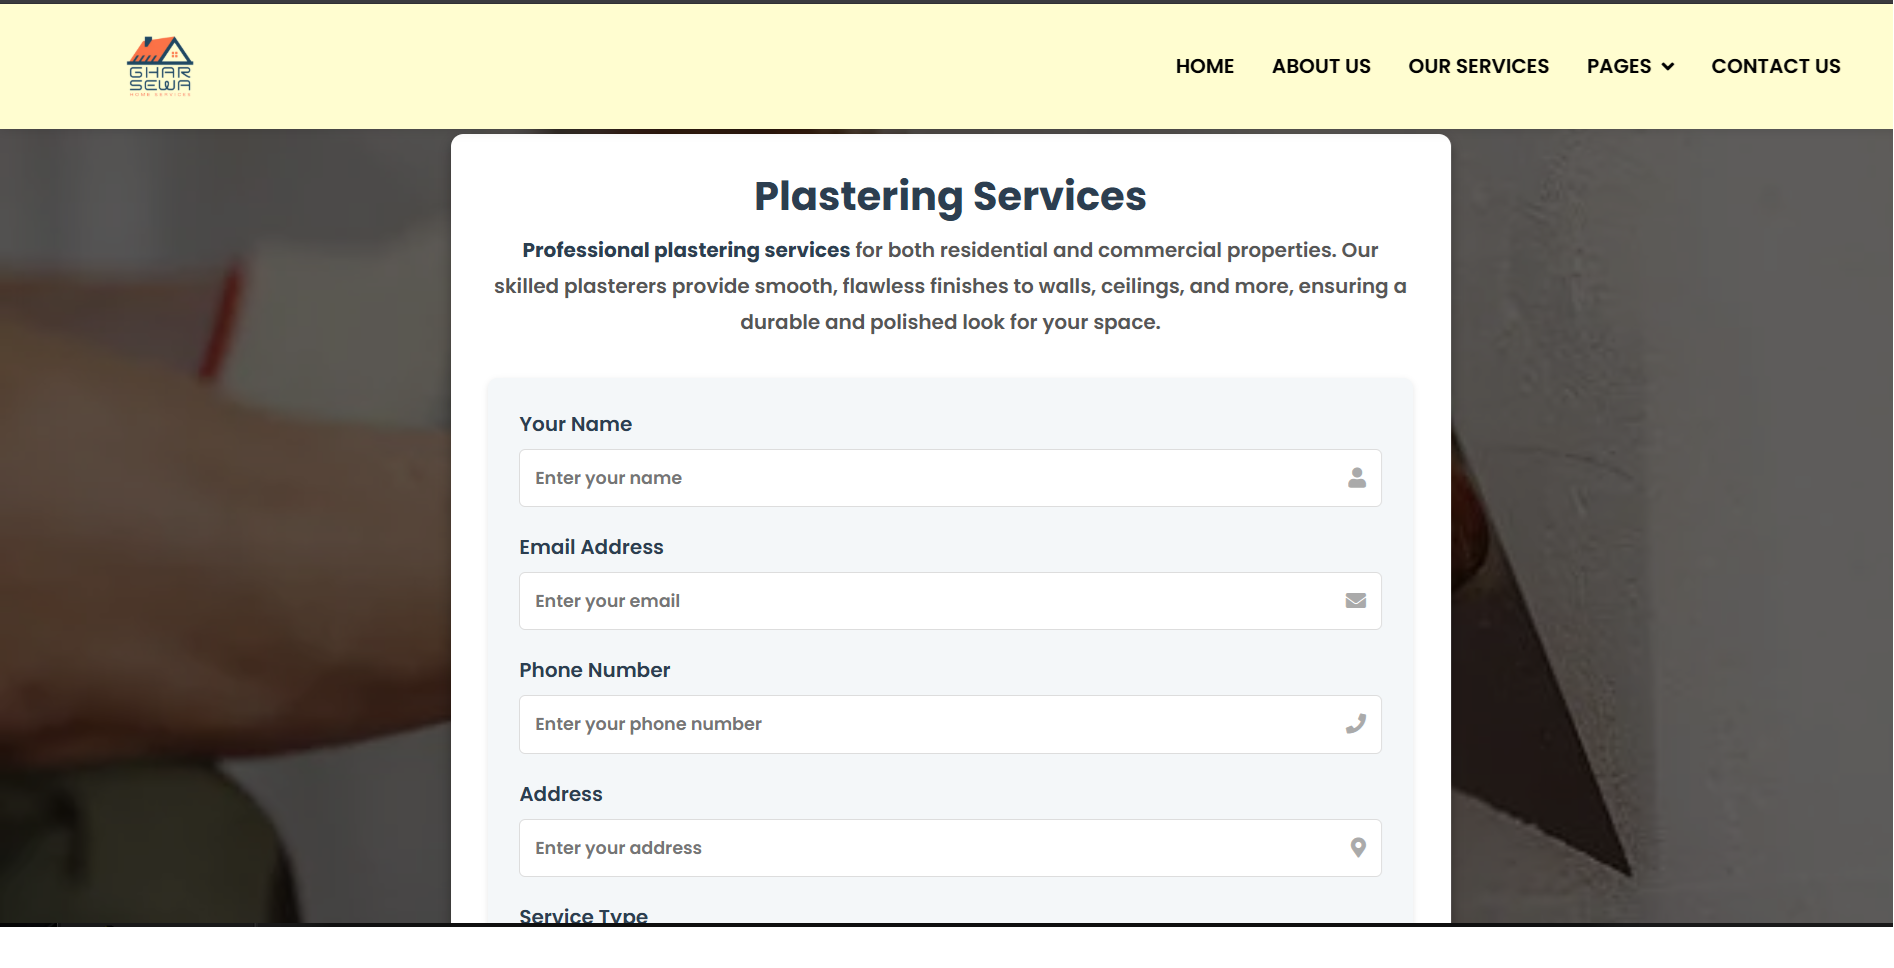 GHAR
SEWA
HOME SERVICES
HOME ABOUT US OUR SERVICES PAGES CONTACT US
Plastering Services
Professional plastering services for both residential and commercial properties. Our
skilled plasterers provide smooth, flawless finishes to walls, ceilings, and more, ensuring a
durable and polished look for your space.
Your Name
Enter your name
Email Address
Enter your email
Phone Number
Enter your phone number
Address
Enter your address
Service Type